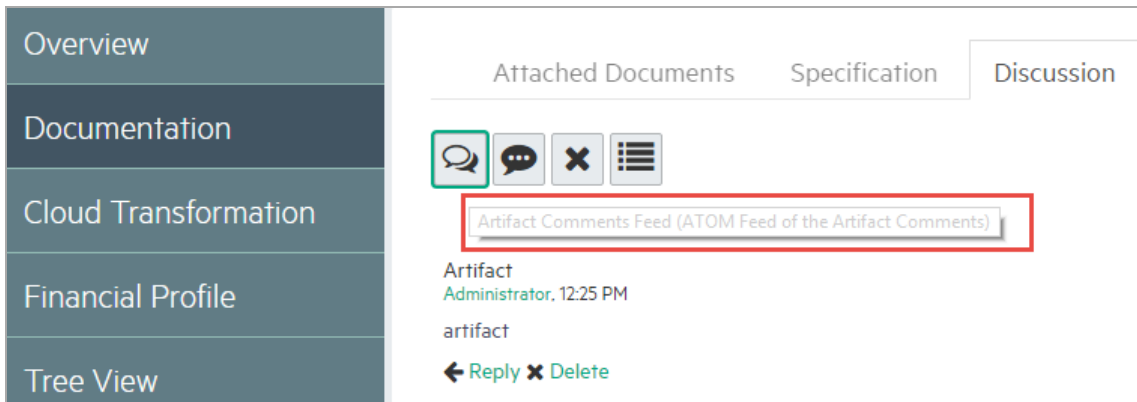 Overview
Documentation
Cloud Transformation
Financial Profile
Tree View
Attached Documents Specification Discussion
Artifact Comments Feed (ATOM Feed of the Artifact Comments)
Artifact
Administrator, 12:25 PM
artifact
Reply Delete